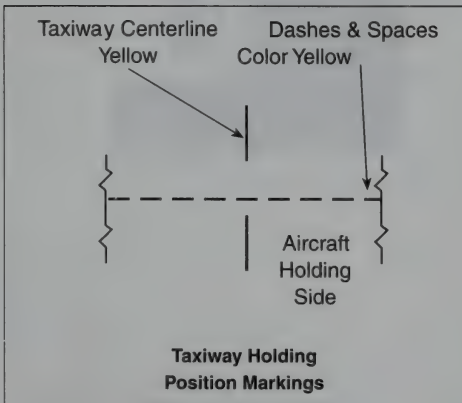 Taxiway Centerline
Yellow
Dashes & Spaces
Color Yellow
Aircraft
Holding
Side
Taxiway Holding
Position Markings